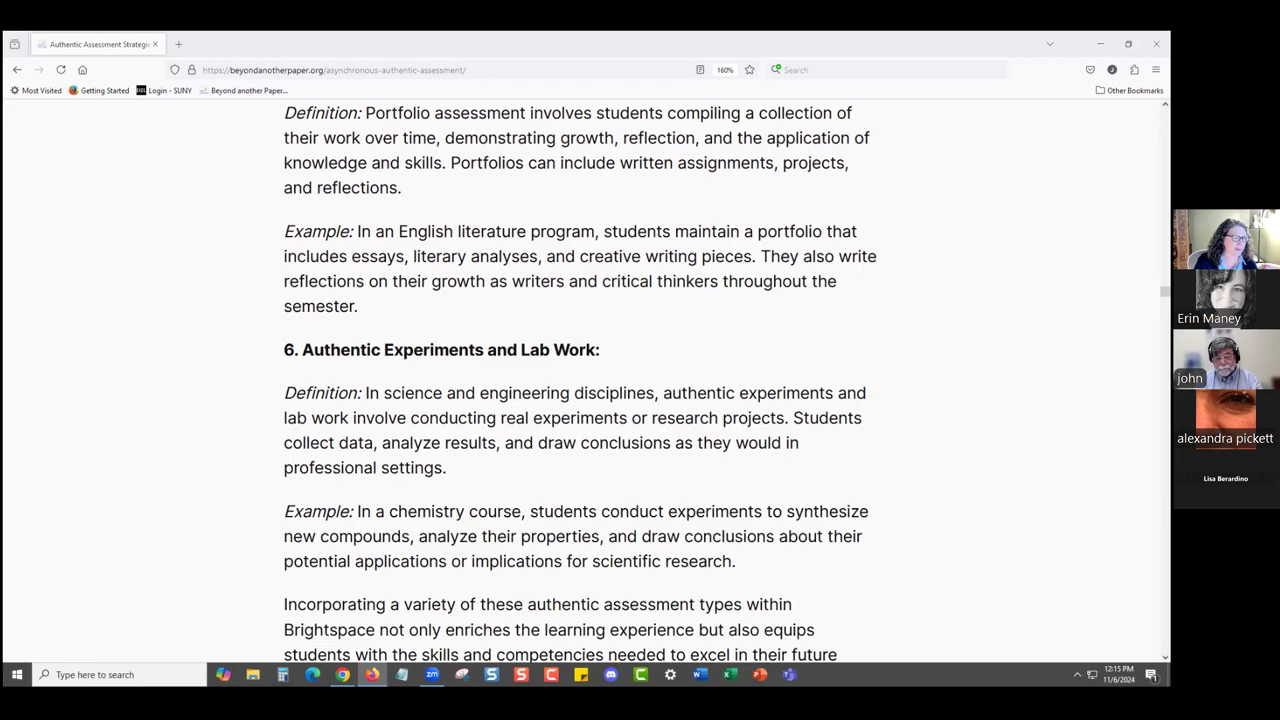 Authentic Assessment Strategi
https://beyondanotherpaper.org/asynchronous-authentic-assessment/
160%
Search
Most Visited
Getting Started
Login - SUNY
Beyond another Paper...
Other Bookmarks
Definition: Portfolio assessment involves students compiling a collection of
their work over time, demonstrating growth, reflection, and the application of
knowledge and skills. Portfolios can include written assignments, projects,
and reflections.
Example: In an English literature program, students maintain a portfolio that
includes essays, literary analyses, and creative writing pieces. They also write
reflections on their growth as writers and critical thinkers throughout the
semester.
6. Authentic Experiments and Lab Work:
Definition: In science and engineering disciplines, authentic experiments and
lab work involve conducting real experiments or research projects. Students
collect data, analyze results, and draw conclusions as they would in
professional settings.
Example: In a chemistry course, students conduct experiments to synthesize
new compounds, analyze their properties, and draw conclusions about their
potential applications or implications for scientific research.
Incorporating a variety of these authentic assessment types within
Brightspace not only enriches the learning experience but also equips
students with the skills and competencies needed to excel in their future
Erin Maney
john
alexandra pickett
Lisa Berardino
Type here to search
12:15 PM
11/6/2024